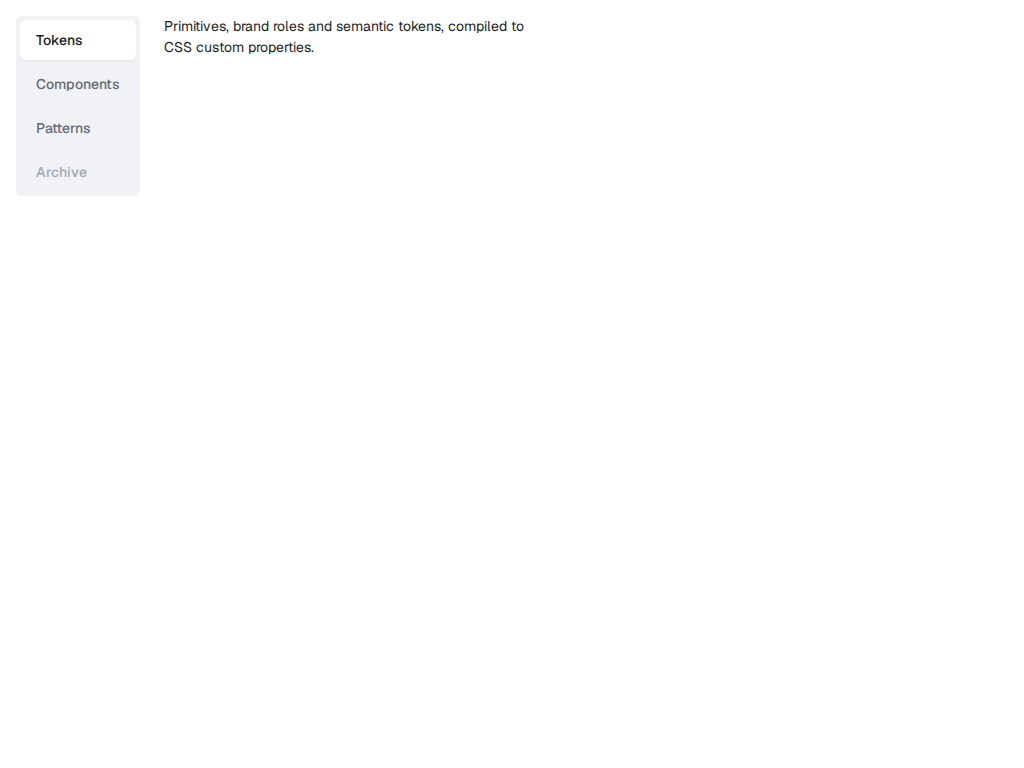 Tokens
Components
Patterns
Archive
Primitives, brand roles and semantic tokens, compiled to
CSS custom properties.